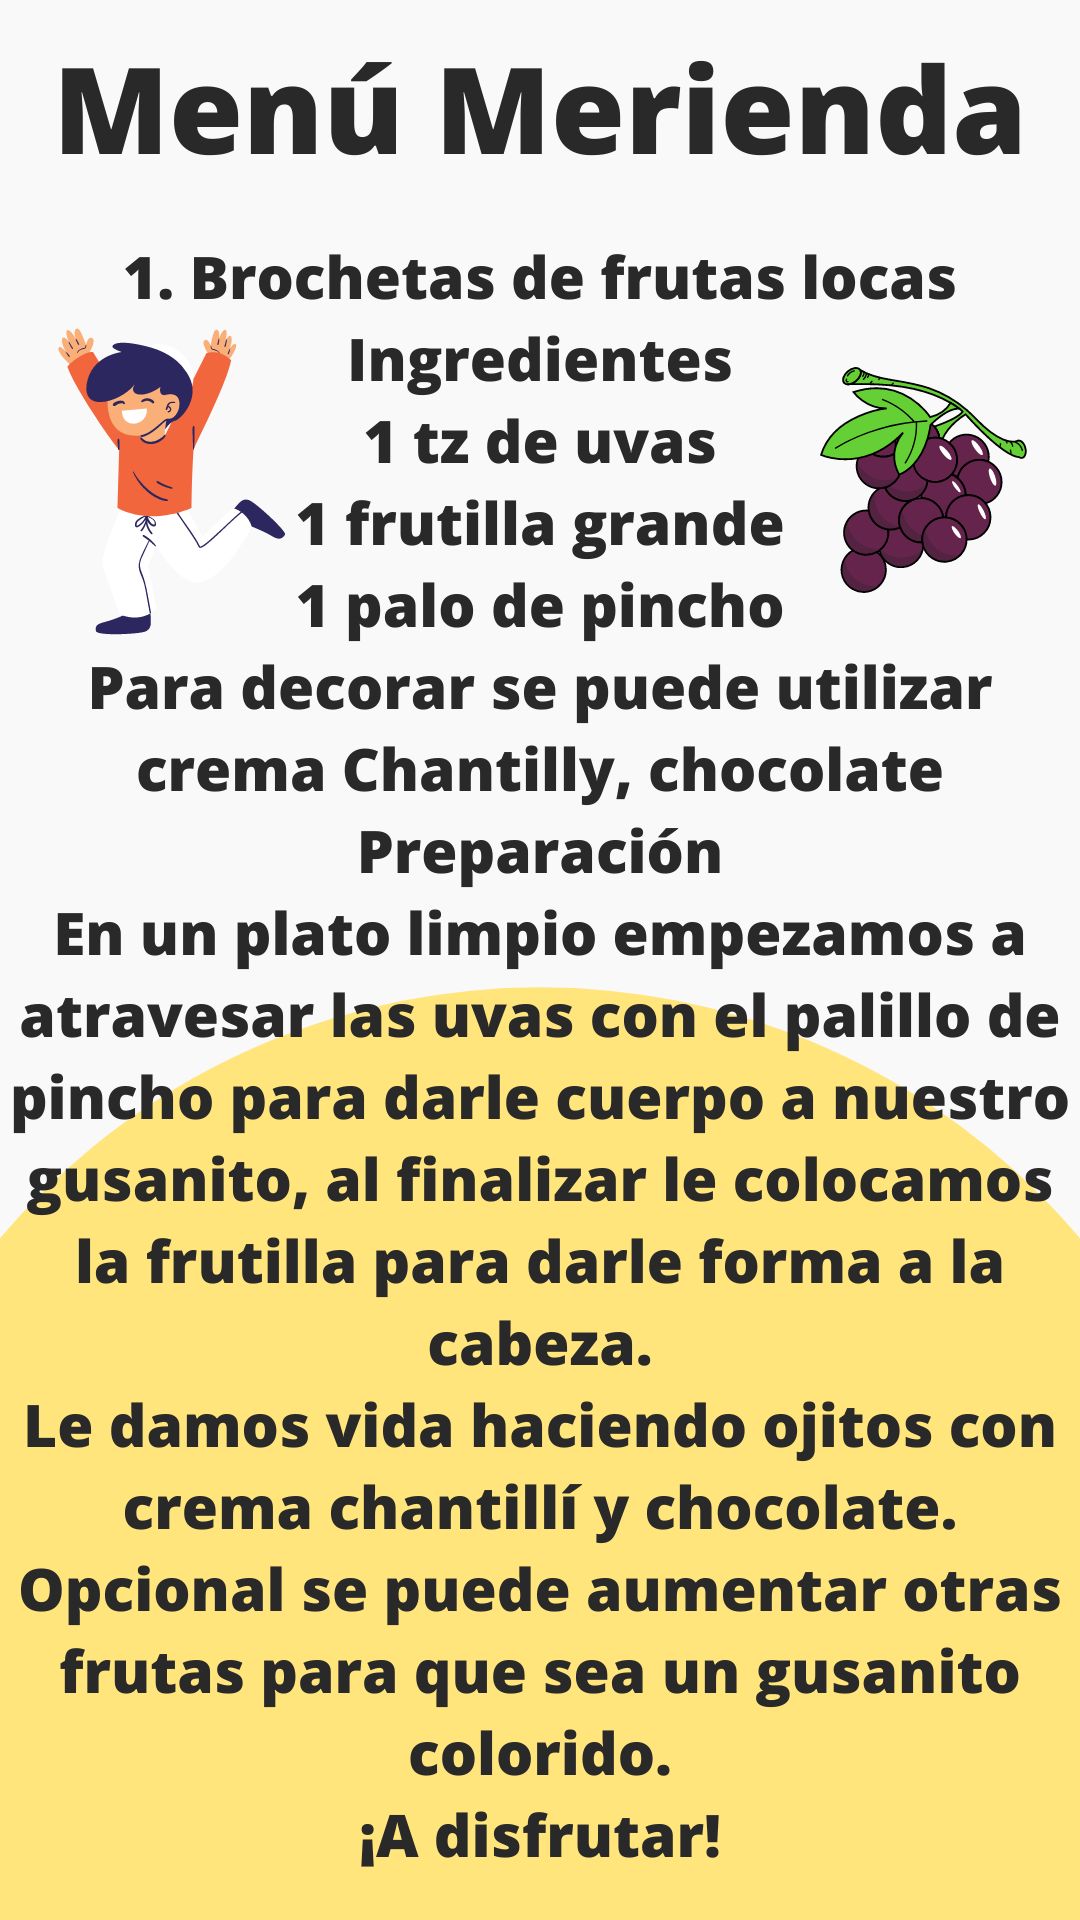 Menú Merienda
1. Brochetas de frutas locas
Ingredientes
1 tz de uvas
1 frutilla grande
1 palo de pincho
Para decorar se puede utilizar
crema Chantilly, chocolate
Preparación
En un plato limpio empezamos a
atravesar las uvas con el palillo de
pincho para darle cuerpo a nuestro
gusanito, al finalizar le colocamos
la frutilla para darle forma a la
cabeza.
Le damos vida haciendo ojitos con
crema chantillí y chocolate.
Opcional se puede aumentar otras
frutas para que sea un gusanito
colorido.
¡A disfrutar!